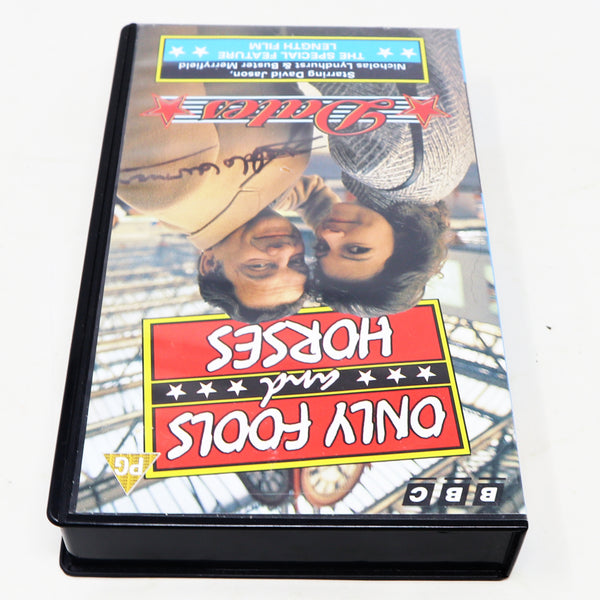 BBC
PG
ONLY FOOLS
and
HORSES
Dates
Starring David Jason,
Nicholas Lyndhurst & Buster Merryfield
THE SPECIAL FEATURE
LENGTH FILM